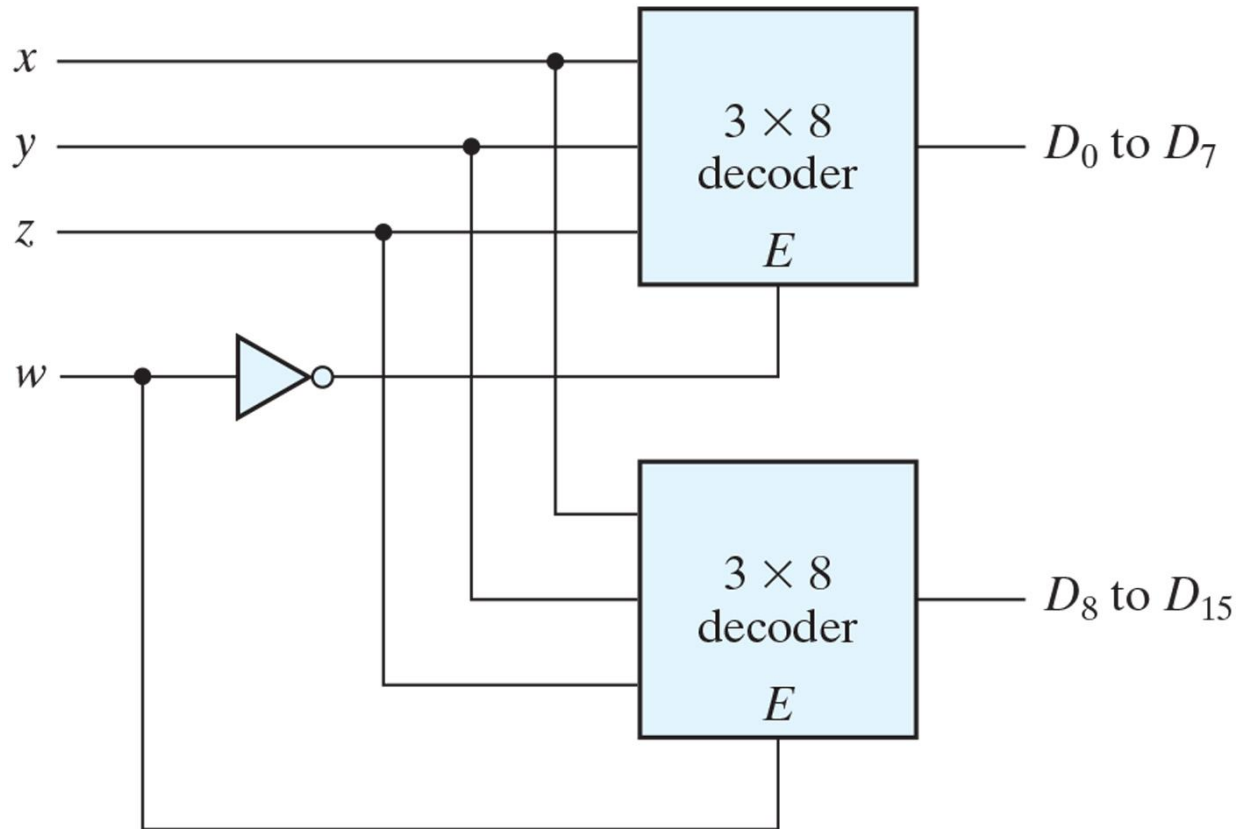 x
y
z
w
3 × 8
decoder
E
D₀ to D₇
3 × 8
decoder
E
D₈ to D₁₅